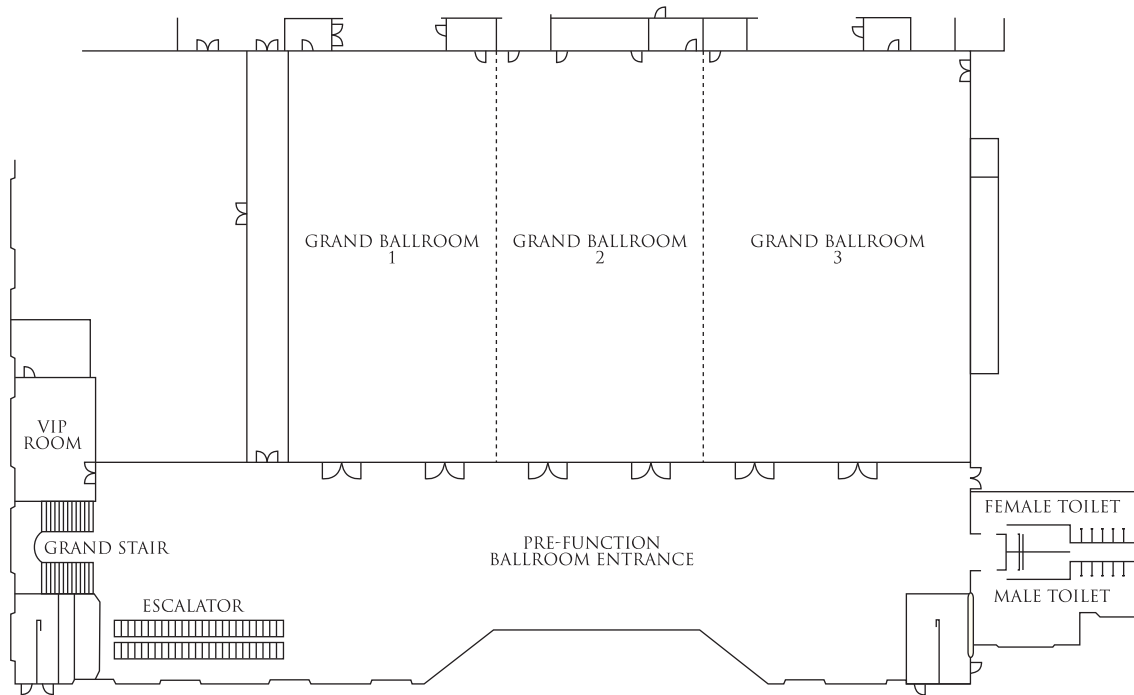 GRAND BALLROOM
1
GRAND BALLROOM
2
GRAND BALLROOM
3
VIP
ROOM
GRAND STAIR
PRE-FUNCTION
BALLROOM ENTRANCE
FEMALE TOILET
MALE TOILET
ESCALATOR